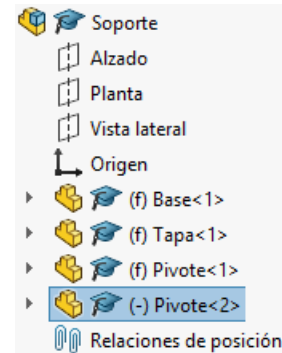 Soporte
Alzado
Planta
Vista lateral
Origen
(f) Base<1>
(f) Tapa<1>
(f) Pivote<1>
(-) Pivote<2>
Relaciones de posición